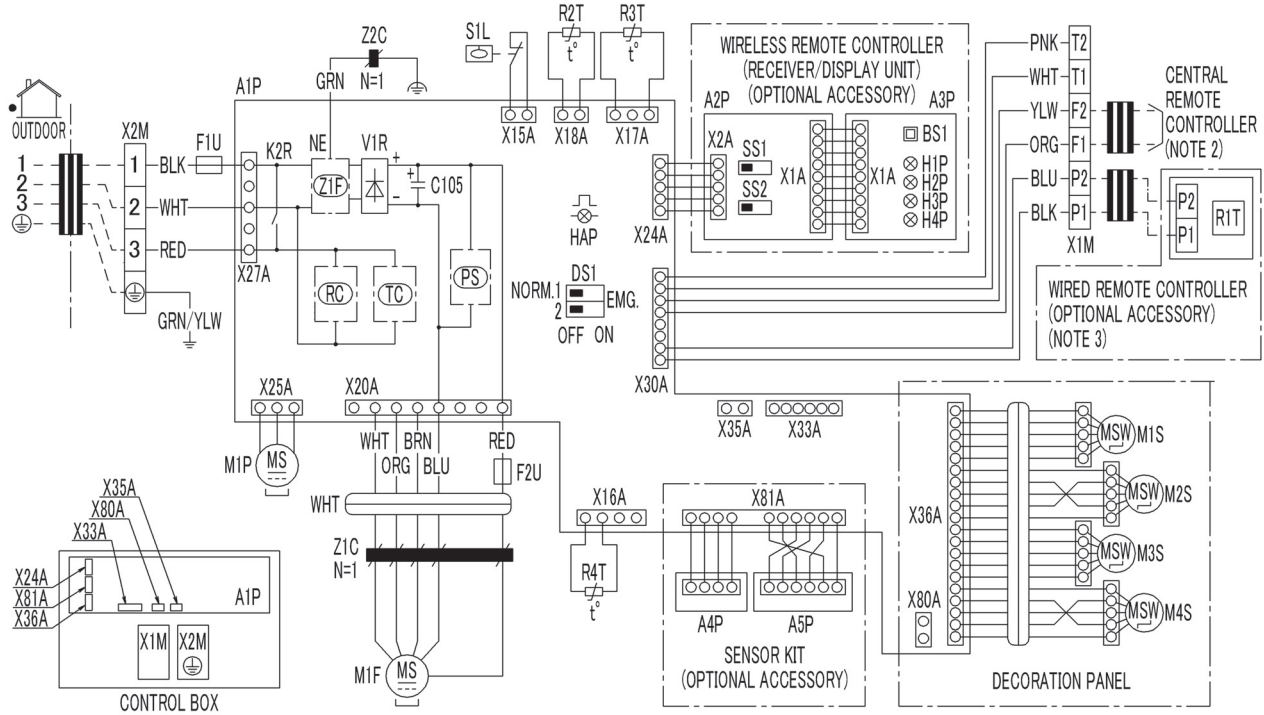 OUTDOOR
1
2
3
X2M
1
2
3
BLK
WHT
RED
GRN/YLW
F1U
Z2C
GRN
N=1
A1P
K2R
NE
Z1F
V1R
+
−
+
C105
X27A
RC
TC
PS
S1L
R2T
t°
R3T
t°
X15A
X18A
X17A
WIRELESS REMOTE CONTROLLER
(RECEIVER/DISPLAY UNIT)
(OPTIONAL ACCESSORY)
A2P
A3P
X2A
SS1
SS2
X1A
X1A
BS1
H1P
H2P
H3P
H4P
X24A
HAP
DS1
NORM.
1
2
EMG.
OFF ON
X30A
PNK
WHT
YLW
ORG
BLU
BLK
T2
T1
F2
F1
P2
P1
X1M
CENTRAL
REMOTE
CONTROLLER
(NOTE 2)
P2
P1
R1T
WIRED REMOTE CONTROLLER
(OPTIONAL ACCESSORY)
(NOTE 3)
X25A
M1P
MS
X20A
WHT
ORG
BRN
BLU
RED
F2U
WHT
Z1C
N=1
M1F
MS
X35A
X33A
X16A
R4T
t°
X81A
A4P
A5P
SENSOR KIT
(OPTIONAL ACCESSORY)
X36A
X80A
MSW
M1S
MSW
M2S
MSW
M3S
MSW
M4S
DECORATION PANEL
X35A
X80A
X33A
X24A
X81A
X36A
A1P
X1M
X2M
CONTROL BOX